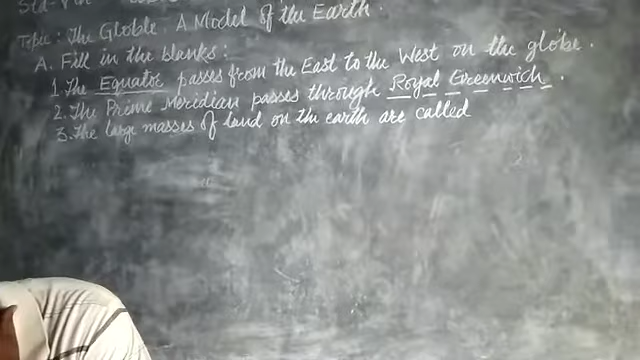 Topic: The Globle. A Model of the Earth.
A. Fill in the blanks:
1. The Equator passes from the East to the West on the globe.
2. The Prime Meridian passes through Royal Greenwich.
3. The large masses of land on the earth are called